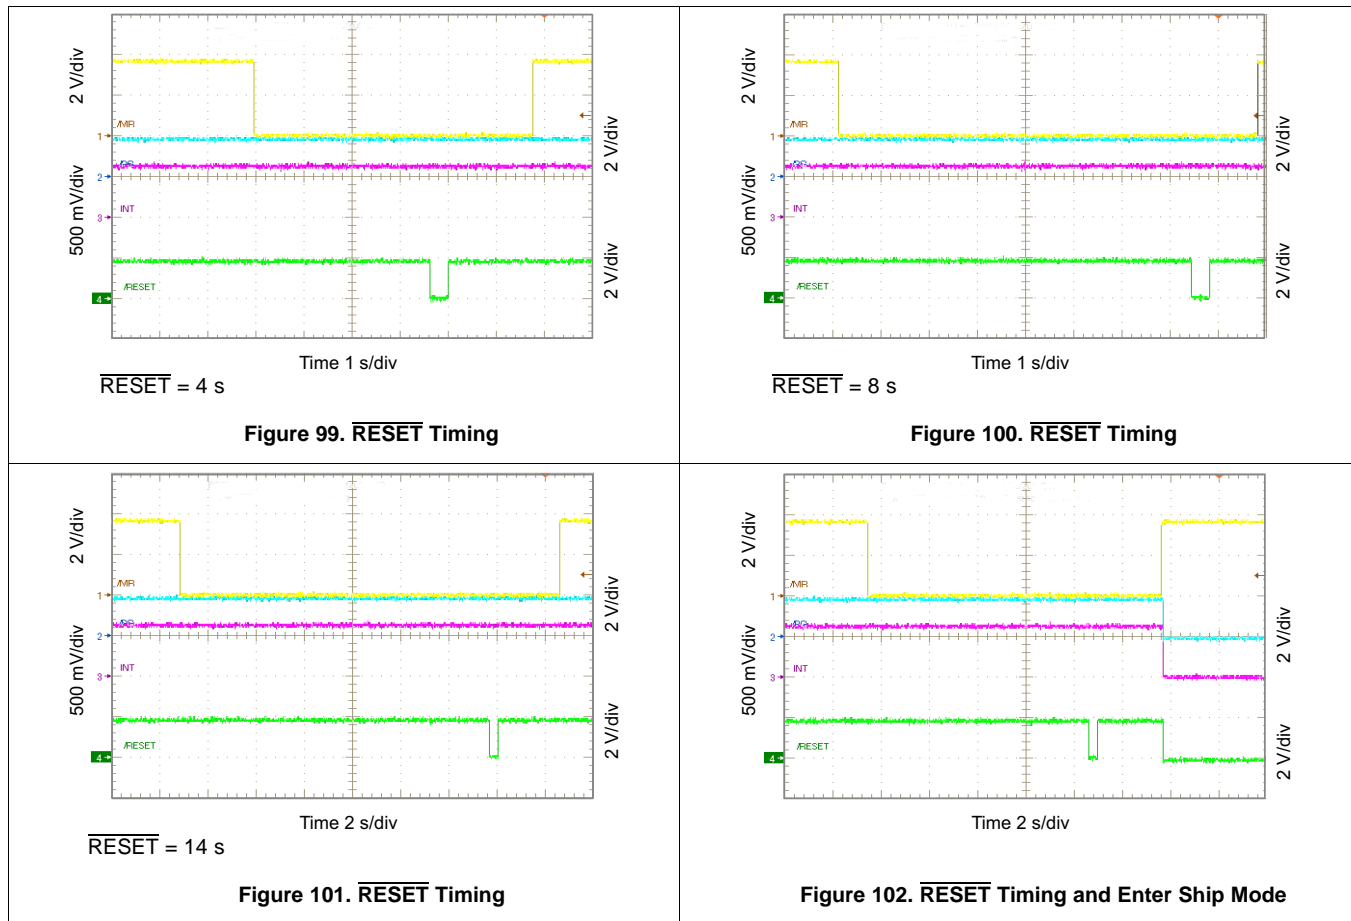 2 V/div
500 mV/div
/MR
1
/PG
2
INT
3
/RESET
4
2 V/div
2 V/div
Time 1 s/div
RESET = 4 s
Figure 99. RESET Timing
2 V/div
500 mV/div
/MR
1
2
INT
3
/RESET
4
2 V/div
2 V/div
Time 1 s/div
RESET = 8 s
Figure 100. RESET Timing
2 V/div
500 mV/div
/MR
1
2
INT
3
/RESET
4
2 V/div
2 V/div
Time 2 s/div
RESET = 14 s
Figure 101. RESET Timing
2 V/div
500 mV/div
/MR
1
/PG
2
INT
3
/RESET
4
2 V/div
2 V/div
Time 2 s/div
Figure 102. RESET Timing and Enter Ship Mode